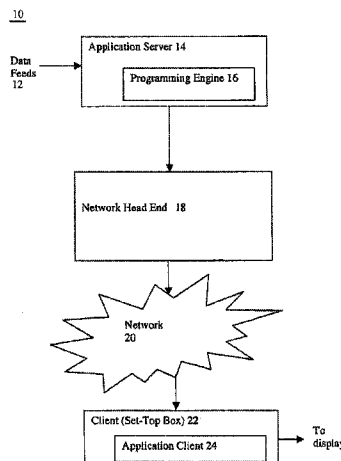 10
Application Server 14
Data
Feeds
12
Programming Engine 16
Network Head End 18
Network
20
Client (Set-Top Box) 22
To
display
Application Client 24